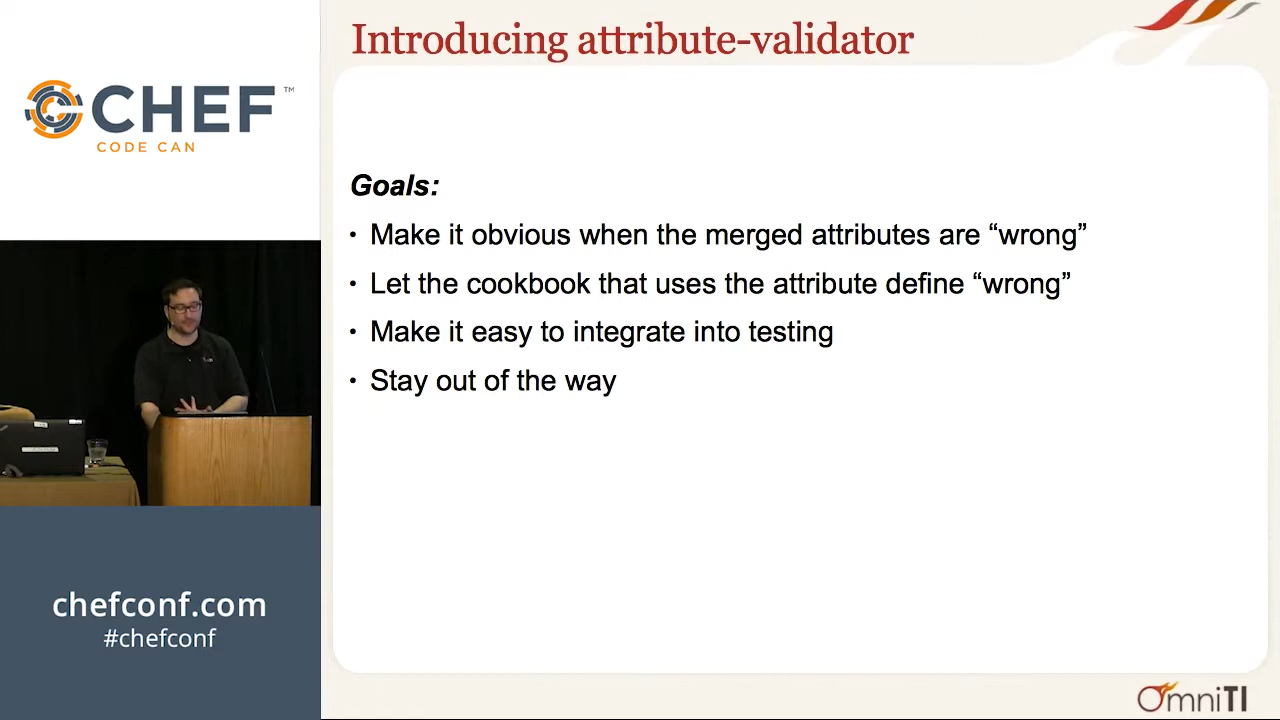 Introducing attribute-validator
CHEF™
CODE CAN
Goals:
• Make it obvious when the merged attributes are “wrong”
• Let the cookbook that uses the attribute define “wrong”
• Make it easy to integrate into testing
• Stay out of the way
chefconf.com
#chefconf
OmniTI